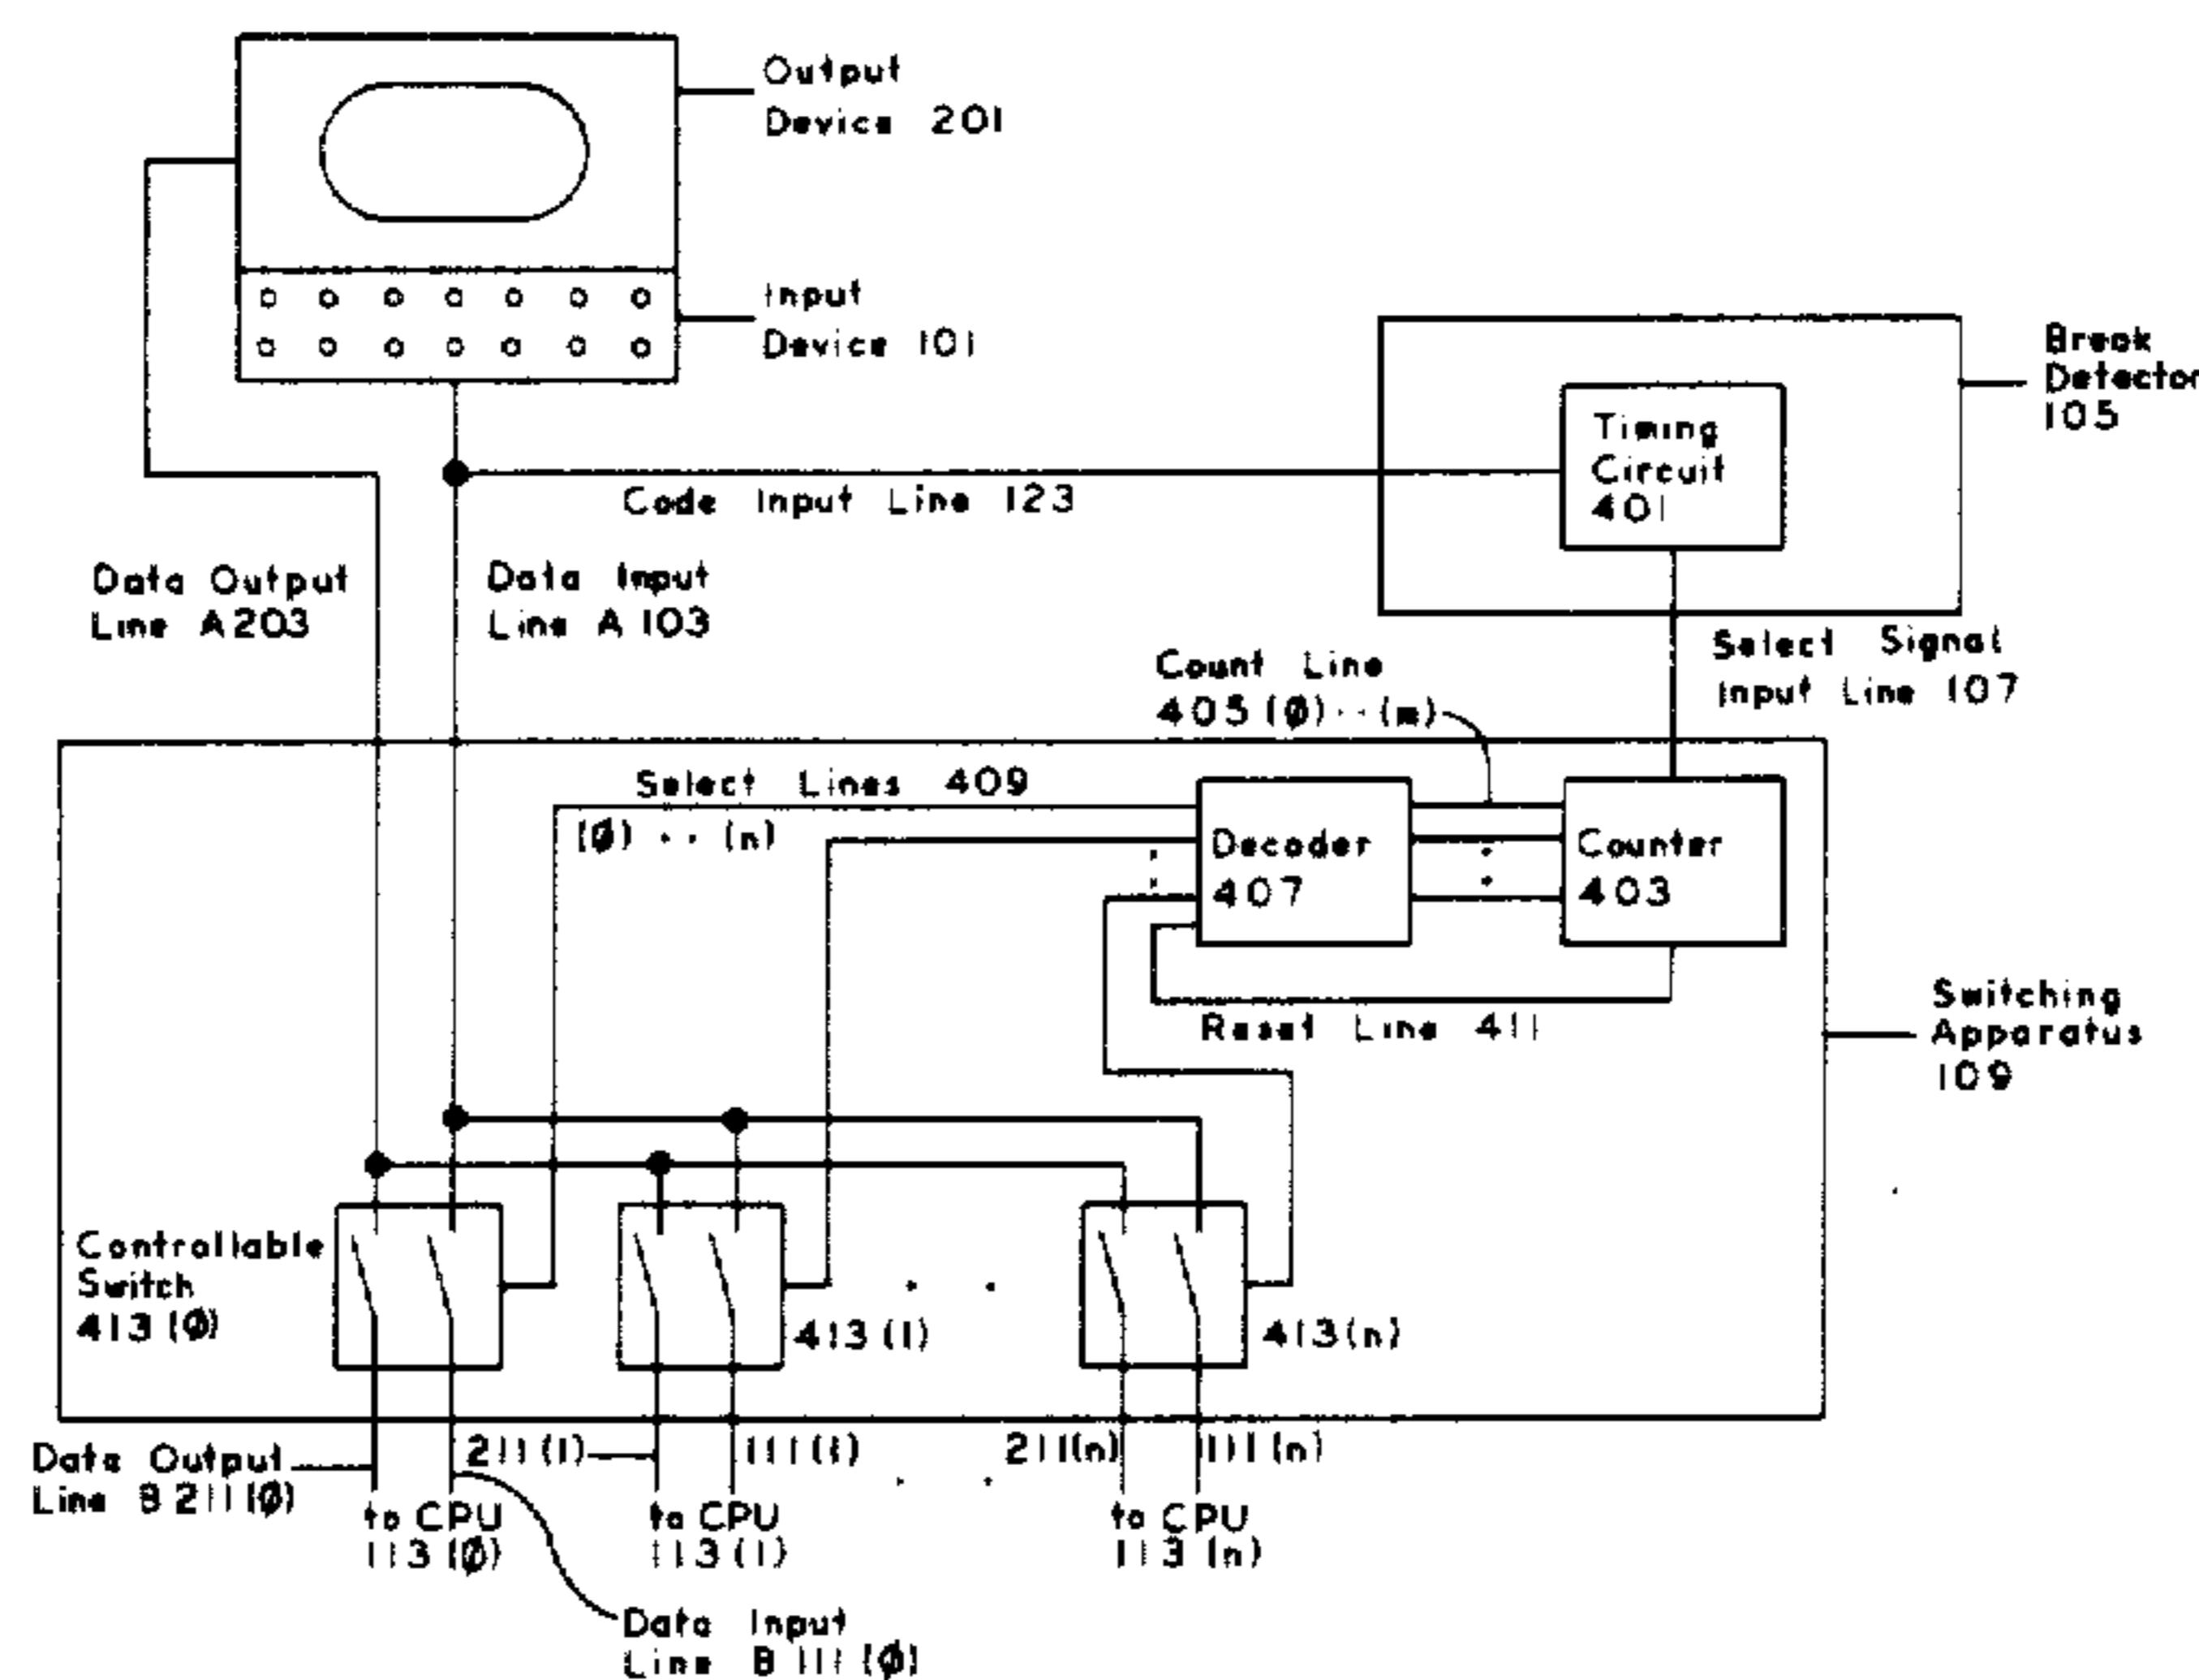 Output
Device 201
Input
Device 101
Break
Detector
105
Timing
Circuit
401
Code Input Line 123
Data Output
Line A203
Data Input
Line A 103
Select Signal
Input Line 107
Count Line
405(Ø)··(m)
Select Lines 409
(Ø)··(n)
Decoder
407
Counter
403
Reset Line 411
Switching
Apparatus
109
Controllable
Switch
413(Ø)
413(1)
413(n)
Data Output
Line B 211(Ø)
211(1)
111(1)
211(n)
111(n)
to CPU
113(Ø)
to CPU
113(1)
to CPU
113(n)
Data Input
Line B 111(Ø)